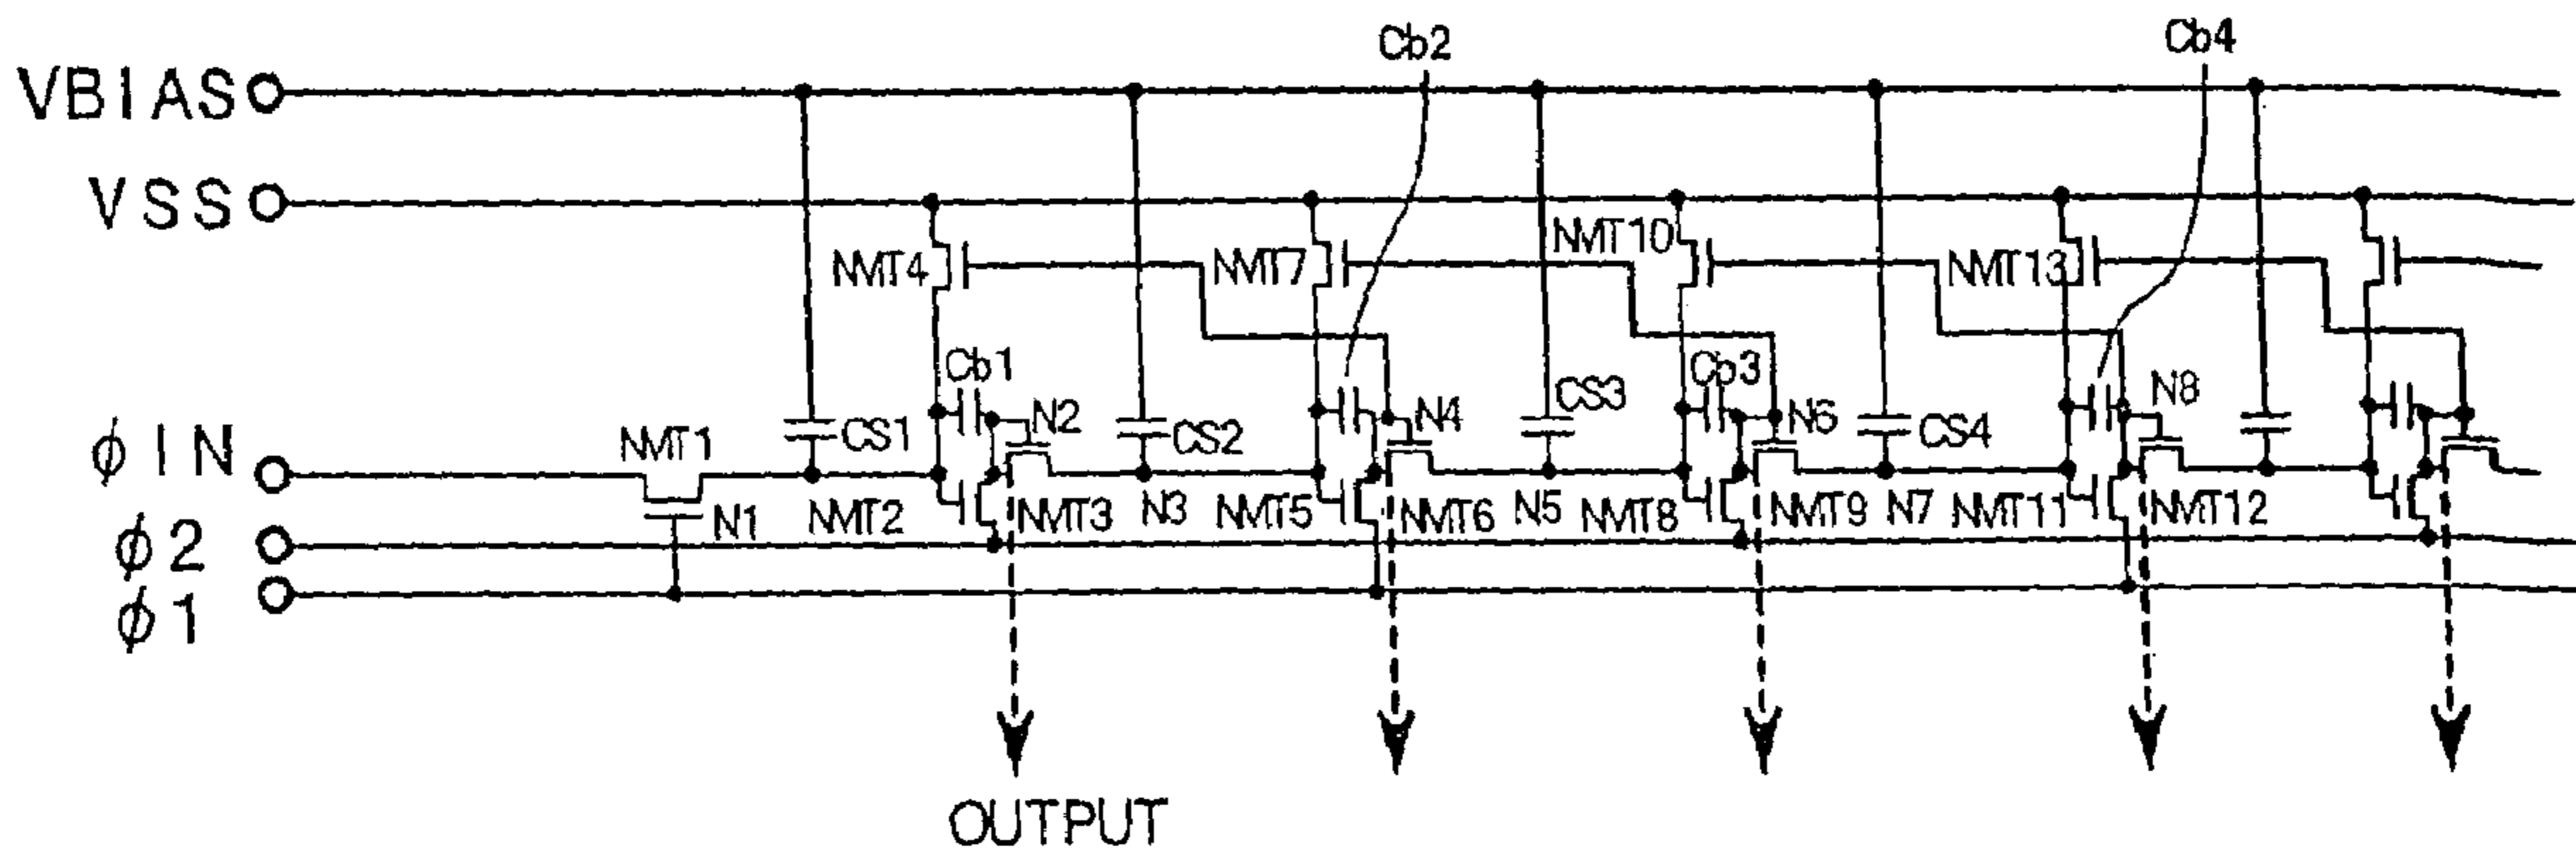 Cb2
Cb4
VBIAS
VSS
NMT4
NMT7
NMT10
NMT13
Cb1
Cb3
N2
N4
N6
N8
CS1
CS2
CS3
CS4
φIN
NMT1
N1
NMT2
NMT3
N3
NMT5
NMT6
N5
NMT8
NMT9
N7
NMT11
NMT12
φ2
φ1
OUTPUT